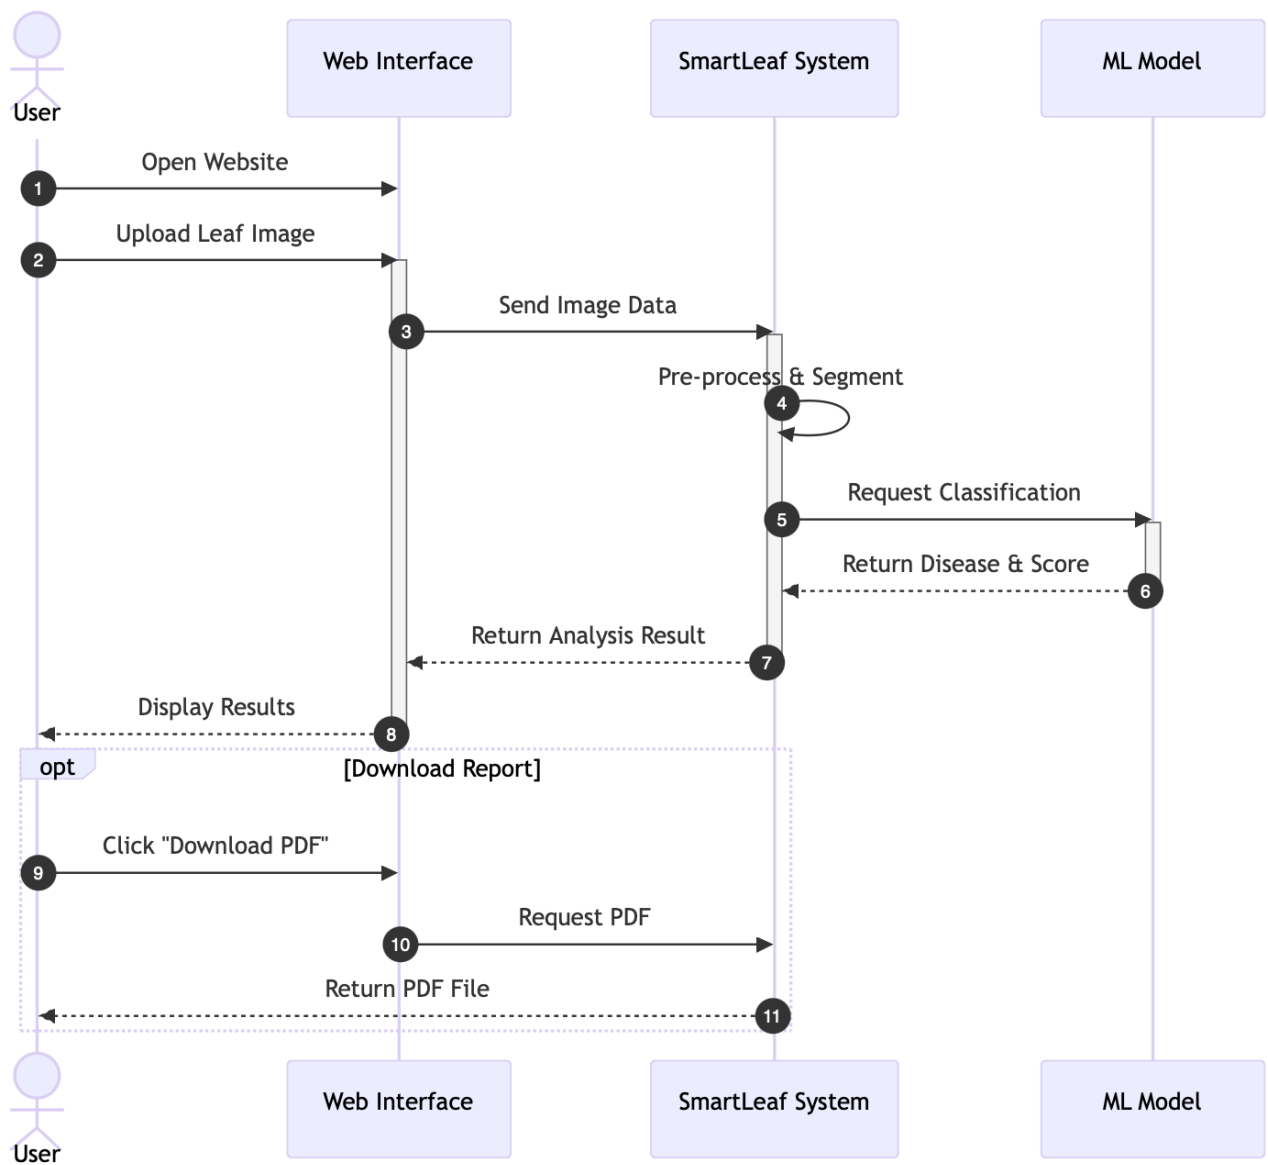 User
Web Interface
SmartLeaf System
ML Model
Open Website
1
Upload Leaf Image
2
Send Image Data
3
Pre-process & Segment
4
Request Classification
5
Return Disease & Score
6
Return Analysis Result
7
Display Results
8
opt
[Download Report]
Click "Download PDF"
9
Request PDF
10
Return PDF File
11
User
Web Interface
SmartLeaf System
ML Model